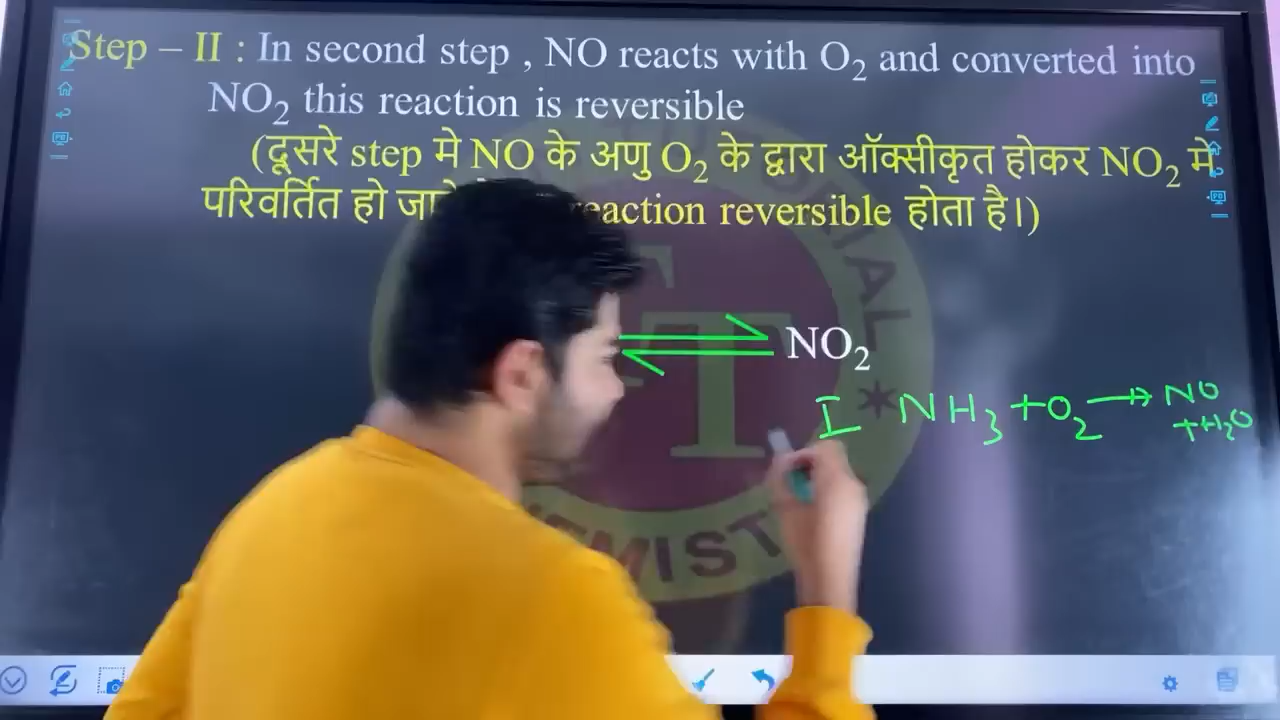 Step – II : In second step , NO reacts with O₂ and converted into
NO₂ this reaction is reversible
(दूसरे step मे NO के अणु O₂ के द्वारा ऑक्सीकृत होकर NO₂ में
परिवर्तित हो reaction reversible होता है।)
NO₂
I NH₃ + O₂ → NO
+ H₂O